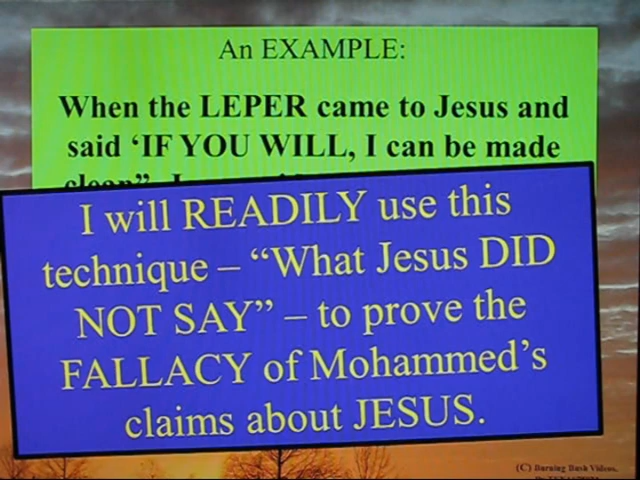 An EXAMPLE:
When the LEPER came to Jesus and
said ‘IF YOU WILL, I can be made
clean”
I will READILY use this
technique – “What Jesus DID
NOT SAY” – to prove the
FALLACY of Mohammed’s
claims about JESUS.
(C) Burning Bush Videos.